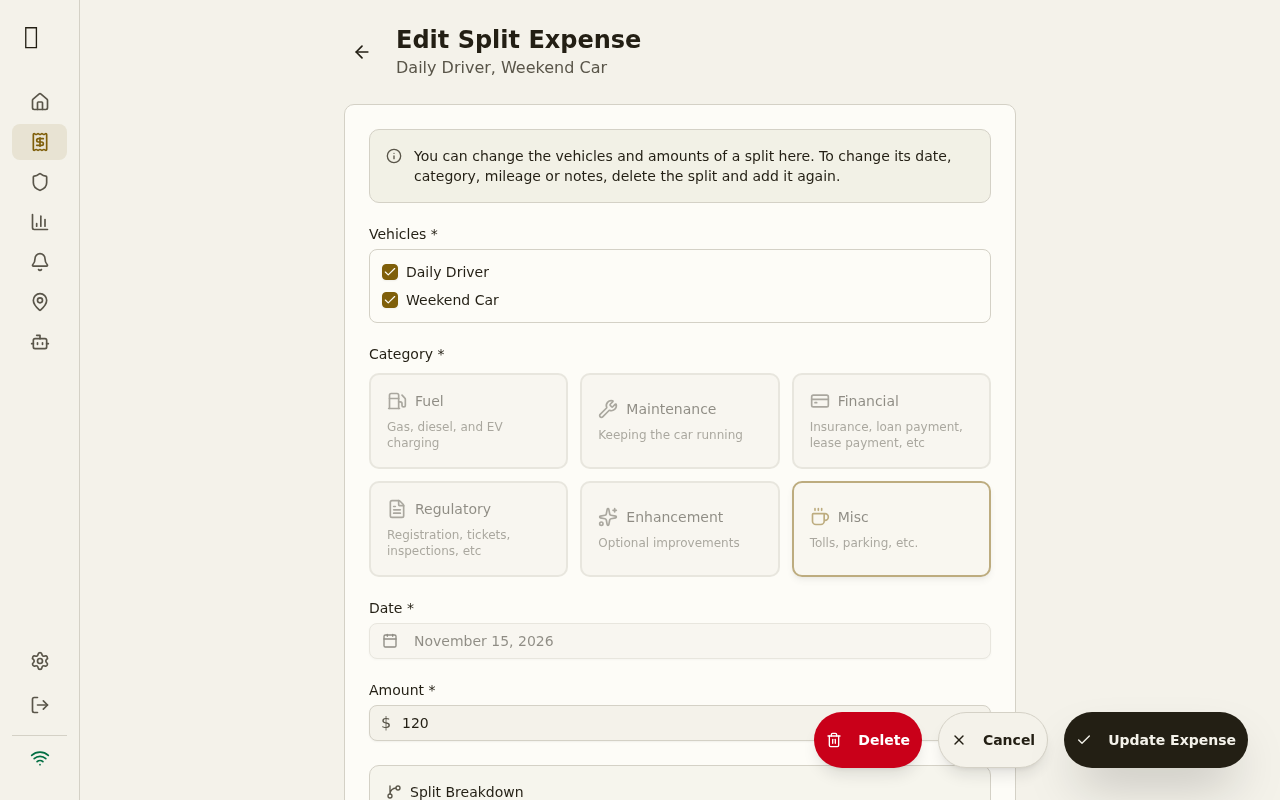 Edit Split Expense
Daily Driver, Weekend Car
You can change the vehicles and amounts of a split here. To change its date,
category, mileage or notes, delete the split and add it again.
Vehicles *
Daily Driver
Weekend Car
Category *
Fuel
Gas, diesel, and EV
charging
Maintenance
Keeping the car running
Financial
Insurance, loan payment,
lease payment, etc
Regulatory
Registration, tickets,
inspections, etc
Enhancement
Optional improvements
Misc
Tolls, parking, etc.
Date *
November 15, 2026
Amount *
$ 120
Delete
Cancel
Update Expense
Split Breakdown